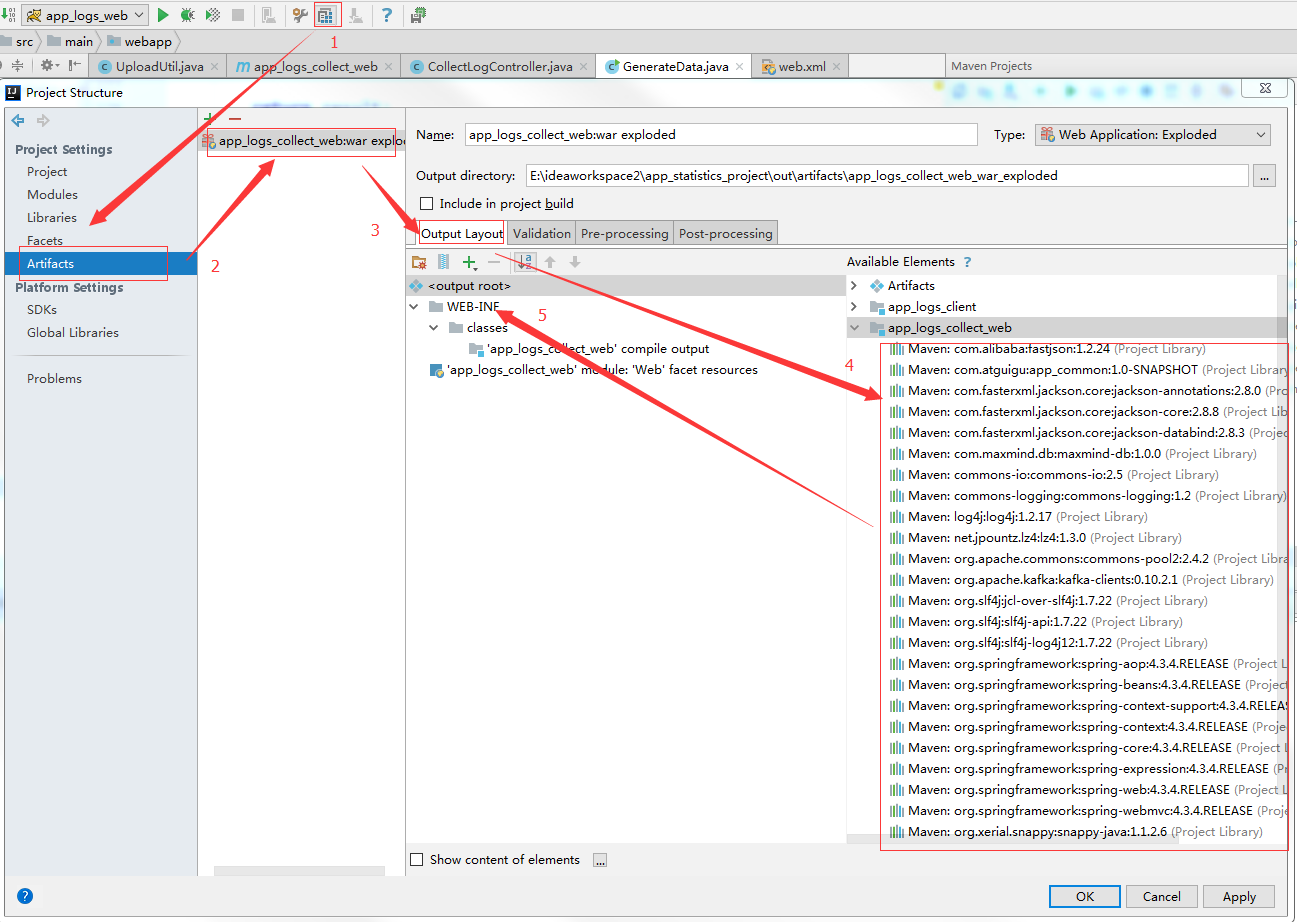 app_logs_web
1
src
main
webapp
UploadUtil.java
app_logs_collect_web
CollectLogController.java
GenerateData.java
web.xml
Maven Projects
Project Structure
Project Settings
Project
Modules
Libraries
Facets
Artifacts
Platform Settings
SDKs
Global Libraries
Problems
2
app_logs_collect_web:war explo
Name:
app_logs_collect_web:war exploded
Type:
Web Application: Exploded
Output directory:
E:\ideaworkspace2\app_statistics_project\out\artifacts\app_logs_collect_web_war_exploded
...
Include in project build
3
Output Layout
Validation
Pre-processing
Post-processing
<output root>
WEB-INF
5
classes
'app_logs_collect_web' compile output
'app_logs_collect_web' module: 'Web' facet resources
4
Available Elements ?
Artifacts
app_logs_client
app_logs_collect_web
Maven: com.alibaba:fastjson:1.2.24 (Project Library)
Maven: com.atguigu:app_common:1.0-SNAPSHOT (Project Library
Maven: com.fasterxml.jackson.core:jackson-annotations:2.8.0 (Pro
Maven: com.fasterxml.jackson.core:jackson-core:2.8.8 (Project Lib
Maven: com.fasterxml.jackson.core:jackson-databind:2.8.3 (Projec
Maven: com.maxmind.db:maxmind-db:1.0.0 (Project Library)
Maven: commons-io:commons-io:2.5 (Project Library)
Maven: commons-logging:commons-logging:1.2 (Project Library)
Maven: log4j:log4j:1.2.17 (Project Library)
Maven: net.jpountz.lz4:lz4:1.3.0 (Project Library)
Maven: org.apache.commons:commons-pool2:2.4.2 (Project Libra
Maven: org.apache.kafka:kafka-clients:0.10.2.1 (Project Library)
Maven: org.slf4j:jcl-over-slf4j:1.7.22 (Project Library)
Maven: org.slf4j:slf4j-api:1.7.22 (Project Library)
Maven: org.slf4j:slf4j-log4j12:1.7.22 (Project Library)
Maven: org.springframework:spring-aop:4.3.4.RELEASE (Project L
Maven: org.springframework:spring-beans:4.3.4.RELEASE (Project
Maven: org.springframework:spring-context-support:4.3.4.RELEA
Maven: org.springframework:spring-context:4.3.4.RELEASE (Proje
Maven: org.springframework:spring-core:4.3.4.RELEASE (Project L
Maven: org.springframework:spring-expression:4.3.4.RELEASE (Pr
Maven: org.springframework:spring-web:4.3.4.RELEASE (Project L
Maven: org.springframework:spring-webmvc:4.3.4.RELEASE (Proje
Maven: org.xerial.snappy:snappy-java:1.1.2.6 (Project Library)
Show content of elements ...
OK
Cancel
Apply